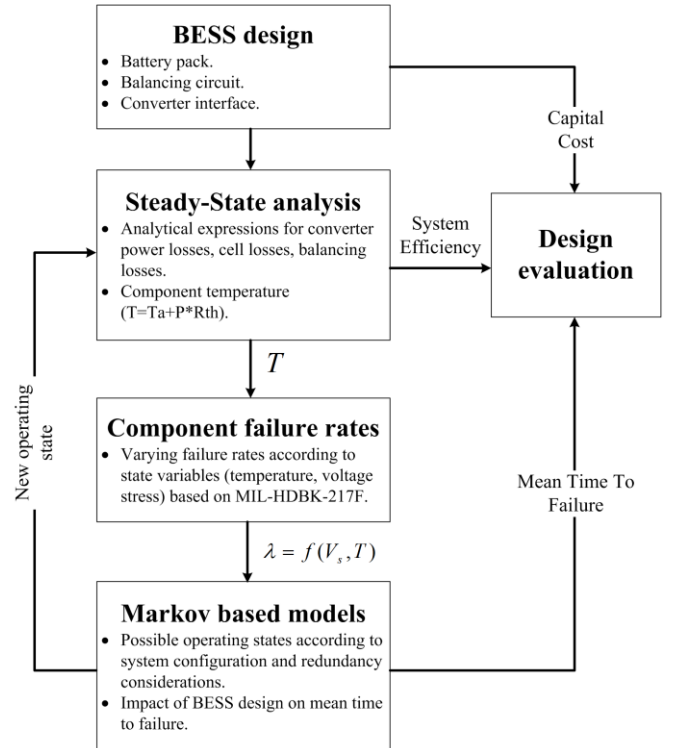 BESS design
• Battery pack.
• Balancing circuit.
• Converter interface.
Capital
Cost
Steady-State analysis
• Analytical expressions for converter
power losses, cell losses, balancing
losses.
• Component temperature
(T=Ta+P*Rth).
System
Efficiency
Design
evaluation
T
Component failure rates
• Varying failure rates according to
state variables (temperature, voltage
stress) based on MIL-HDBK-217F.
New operating
state
Mean Time To
Failure
λ = f(Vₛ,T)
Markov based models
• Possible operating states according to
system configuration and redundancy
considerations.
• Impact of BESS design on mean time
to failure.